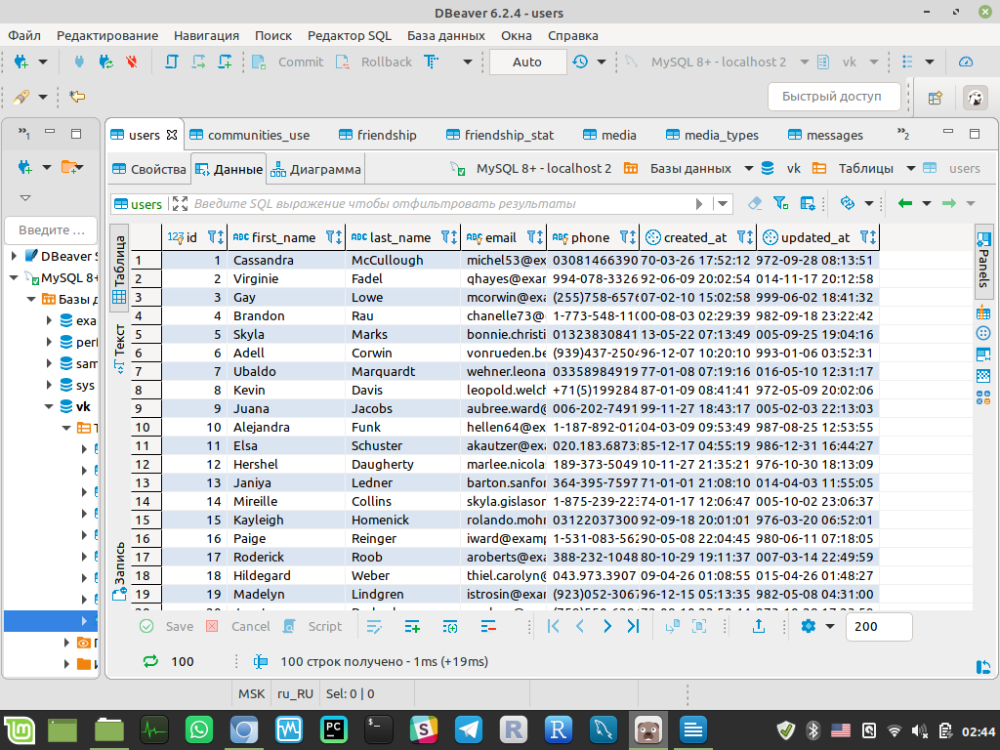 DBeaver 6.2.4 - users
Файл Редактирование Навигация Поиск Редактор SQL База данных Окна Справка
Commit Rollback Auto MySQL 8+ - localhost 2 vk
Быстрый доступ
users communities_use friendship friendship_stat media media_types messages
Свойства Данные Диаграмма MySQL 8+ - localhost 2 Базы данных vk Таблицы users
users Введите SQL выражение чтобы отфильтровать результаты
Введите ...
DBeaver S
MySQL 8+
Базы д
exa
per
sam
sys
vk
Таблица
Текст
Запись
Panels
id first_name last_name email phone created_at updated_at
1 1 Cassandra McCullough michel53@ex 03081466390 70-03-26 17:52:12 972-09-28 08:13:51
2 2 Virginie Fadel qhayes@exar 994-078-3326 92-06-09 20:02:54 014-11-17 20:12:58
3 3 Gay Lowe mcorwin@ex (255)758-657 07-02-10 15:02:58 999-06-02 18:41:32
4 4 Brandon Rau chanelle73@ 1-773-548-11 00-08-03 02:29:39 982-09-18 23:22:42
5 5 Skyla Marks bonnie.christi 01323830841 13-05-22 07:13:49 005-09-25 19:04:16
6 6 Adell Corwin vonrueden.be (939)437-250 96-12-07 10:20:10 993-01-06 03:52:31
7 7 Ubaldo Marquardt wehner.leona 03358984919 77-01-08 07:19:16 016-05-10 12:31:17
8 8 Kevin Davis leopold.welch +71(5)199284 87-01-09 08:41:41 972-05-09 20:02:06
9 9 Juana Jacobs aubree.ward@ 006-202-7491 99-11-27 18:43:17 005-02-03 22:13:03
10 10 Alejandra Funk hellen64@ex 1-187-892-01 04-03-09 09:53:49 987-08-25 12:53:55
11 11 Elsa Schuster akautzer@ex 020.183.6873 85-12-17 04:55:19 986-12-31 16:44:27
12 12 Hershel Daugherty marlee.nicola 189-373-5049 10-11-27 21:35:21 976-10-30 18:13:09
13 13 Janiya Ledner barton.sanfor 364-395-7597 71-01-01 21:08:10 014-04-03 11:55:05
14 14 Mireille Collins skyla.gislason 1-875-239-22 74-01-17 12:06:47 005-10-02 23:06:37
15 15 Kayleigh Homenick rolando.mohr 03122037300 92-09-18 20:01:01 976-03-20 06:52:01
16 16 Paige Reinger iward@examp 1-531-083-56 90-05-08 22:04:45 980-06-11 07:18:05
17 17 Roderick Roob aroberts@exa 388-232-1048 80-10-29 19:11:37 007-03-14 22:49:59
18 18 Hildegard Weber thiel.carolyn@ 043.973.3907 09-04-26 01:08:55 015-04-26 01:48:27
19 19 Madelyn Lindgren istrosin@exa (923)052-306 96-12-15 05:13:35 982-05-08 04:31:00
Save Cancel Script 200
100 100 строк получено - 1ms (+19ms)
MSK ru_RU Sel: 0 | 0
02:44